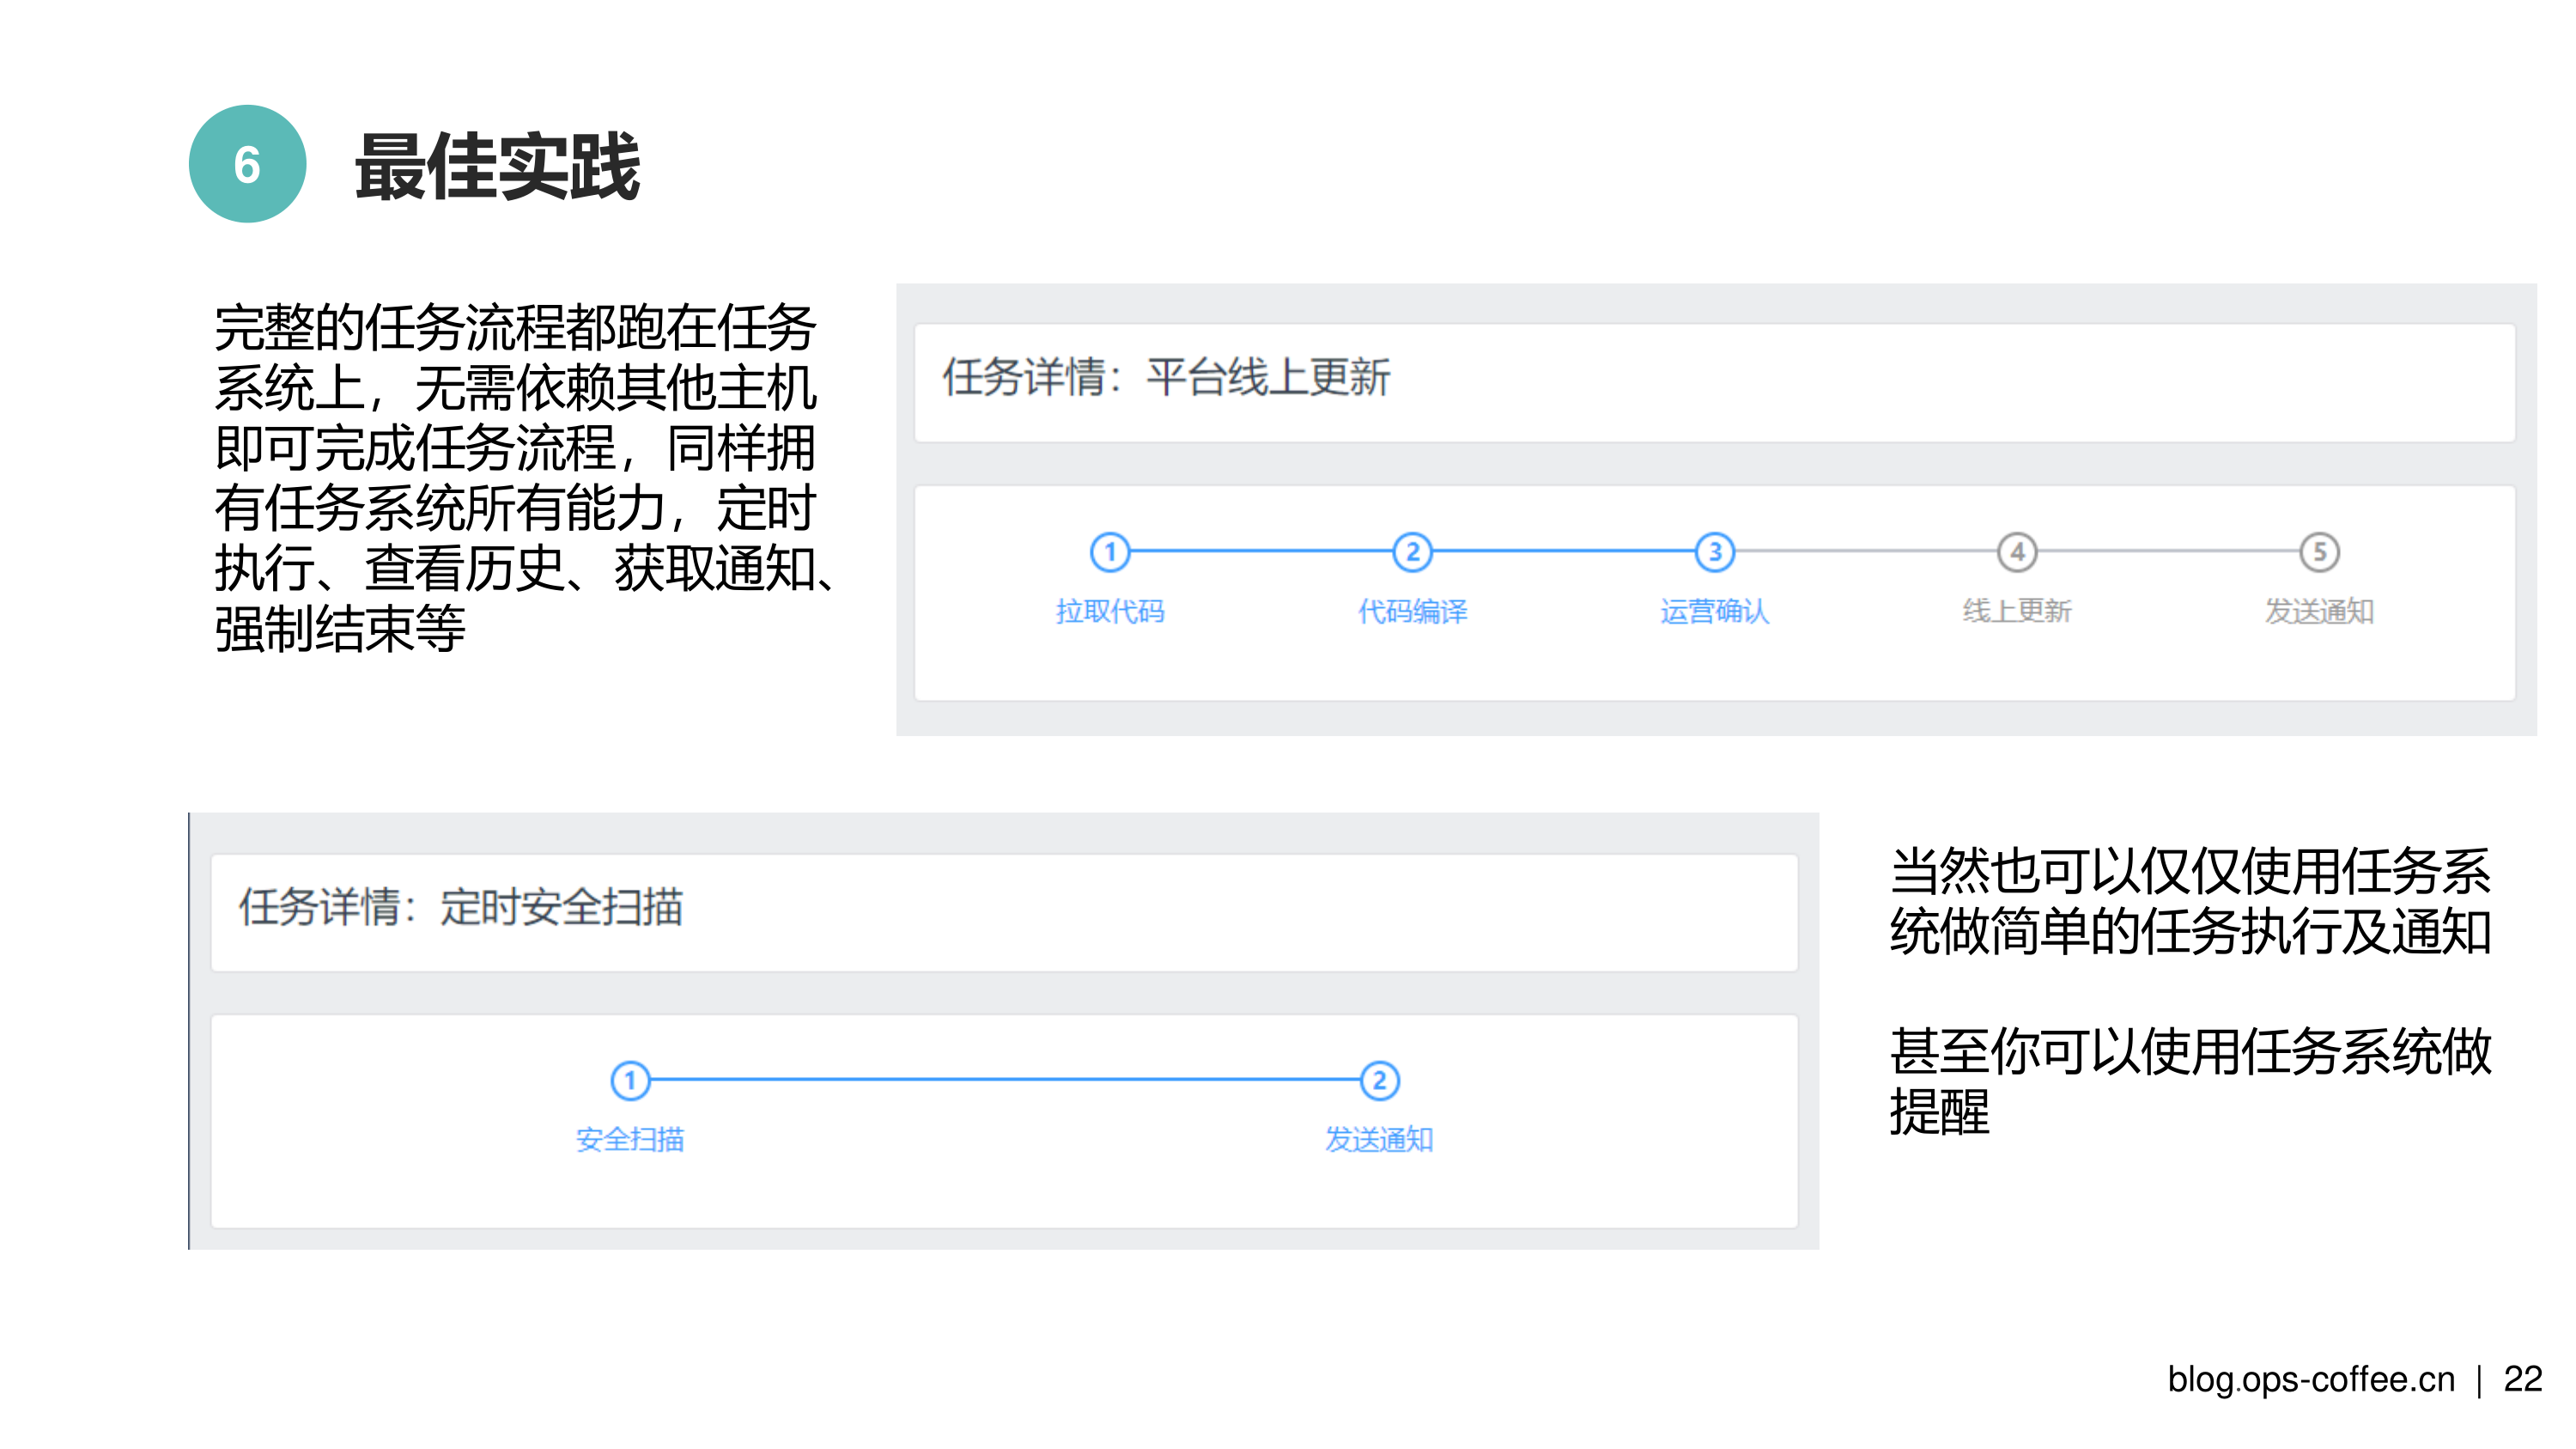 6
最佳实践
完整的任务流程都跑在任务
系统上，无需依赖其他主机
即可完成任务流程，同样拥
有任务系统所有能力，定时
执行、查看历史、获取通知、
强制结束等
任务详情：平台线上更新
1 2 3 4 5
拉取代码 代码编译 运营确认 线上更新 发送通知
任务详情：定时安全扫描
1 2
安全扫描 发送通知
当然也可以仅仅使用任务系
统做简单的任务执行及通知
甚至你可以使用任务系统做
提醒
blog.ops-coffee.cn | 22